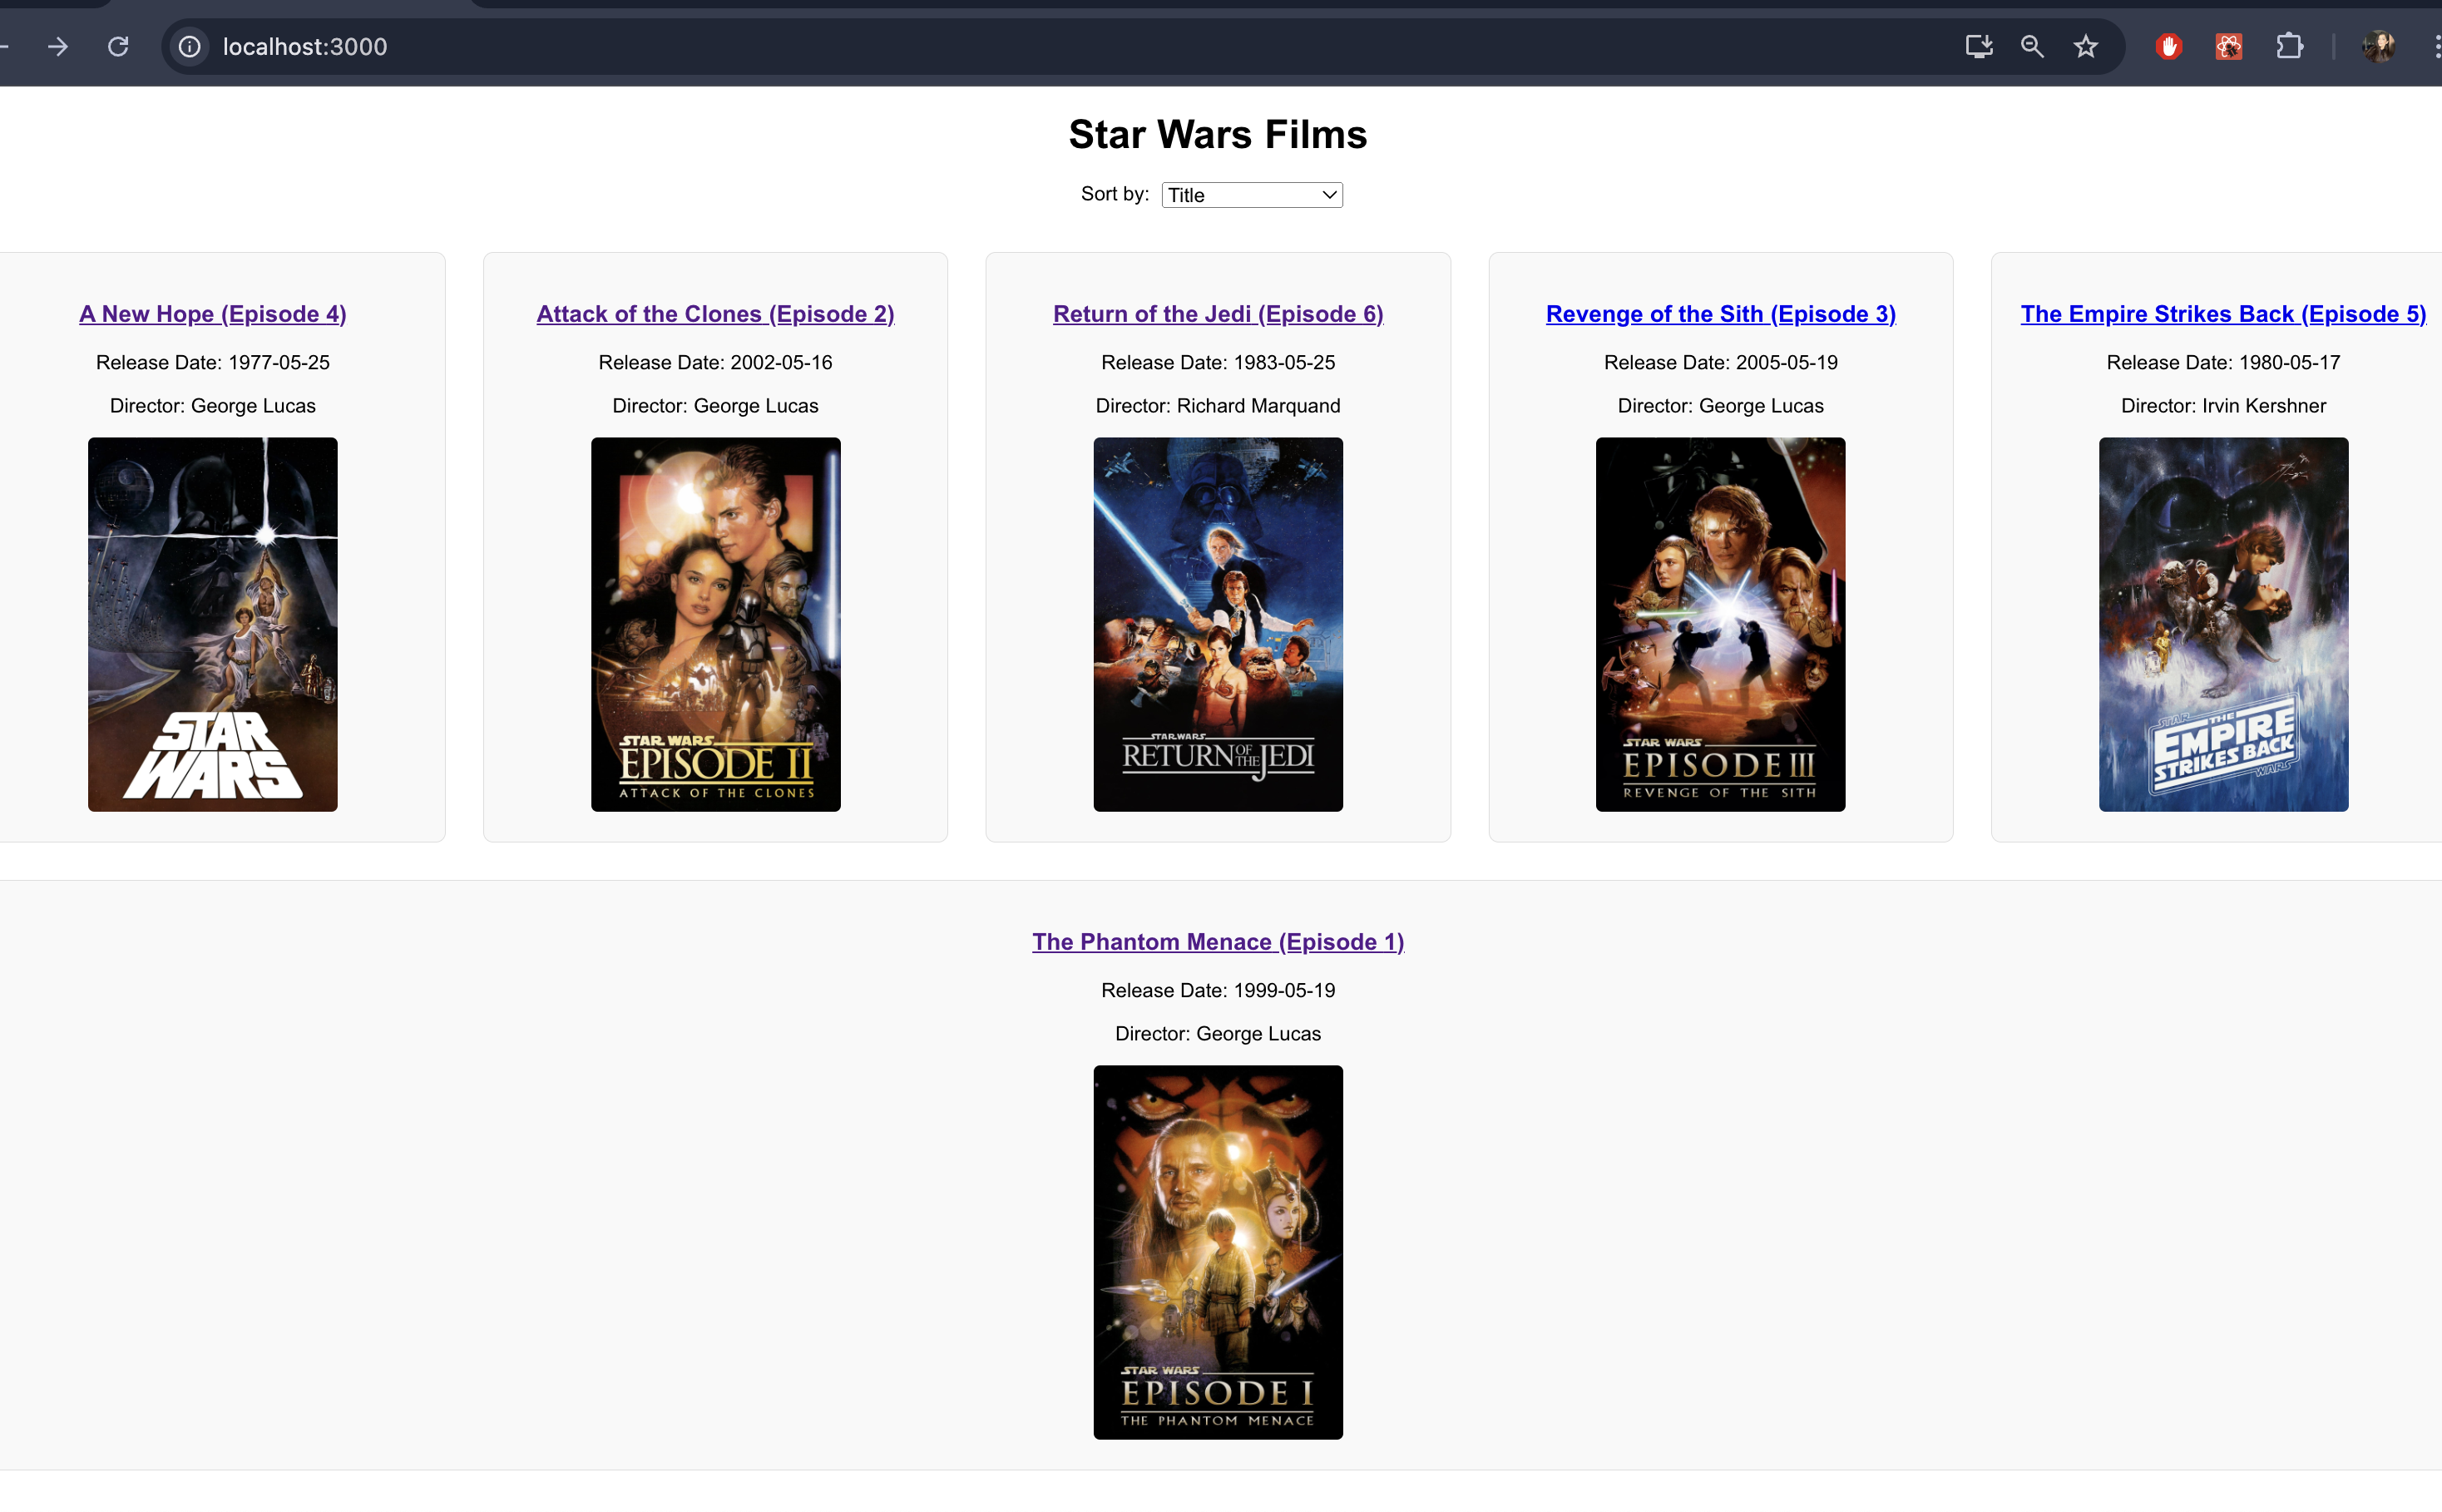 localhost:3000
Star Wars Films
Sort by: Title
A New Hope (Episode 4)
Release Date: 1977-05-25
Director: George Lucas
STAR
WARS
Attack of the Clones (Episode 2)
Release Date: 2002-05-16
Director: George Lucas
STAR WARS
EPISODE II
ATTACK OF THE CLONES
Return of the Jedi (Episode 6)
Release Date: 1983-05-25
Director: Richard Marquand
STAR WARS
RETURN OF THE JEDI
Revenge of the Sith (Episode 3)
Release Date: 2005-05-19
Director: George Lucas
STAR WARS
EPISODE III
REVENGE OF THE SITH
The Empire Strikes Back (Episode 5)
Release Date: 1980-05-17
Director: Irvin Kershner
STAR THE
EMPIRE
STRIKES BACK
WARS
The Phantom Menace (Episode 1)
Release Date: 1999-05-19
Director: George Lucas
STAR WARS
EPISODE I
THE PHANTOM MENACE